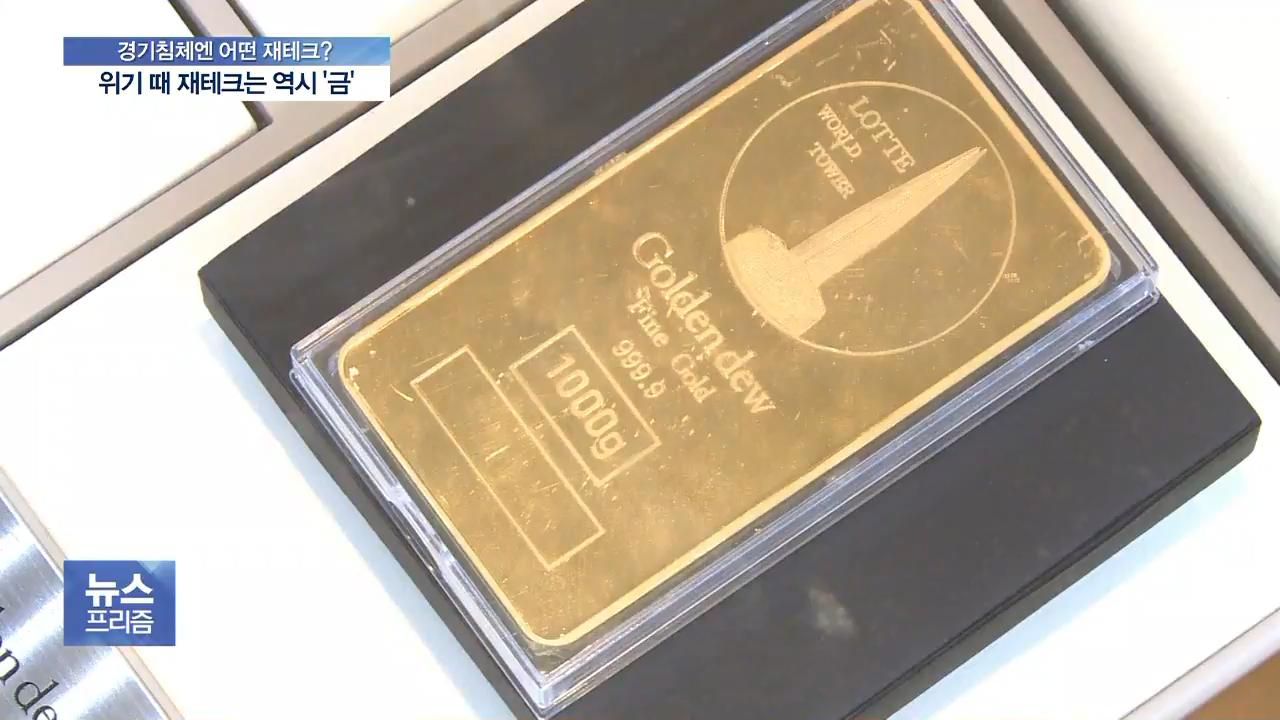 경기침체엔 어떤 재테크?
위기 때 재테크는 역시 '금'
LOTTE
WORLD
TOWER
Goldendew
Fine Gold
999.9
1000g
뉴스
프리즘